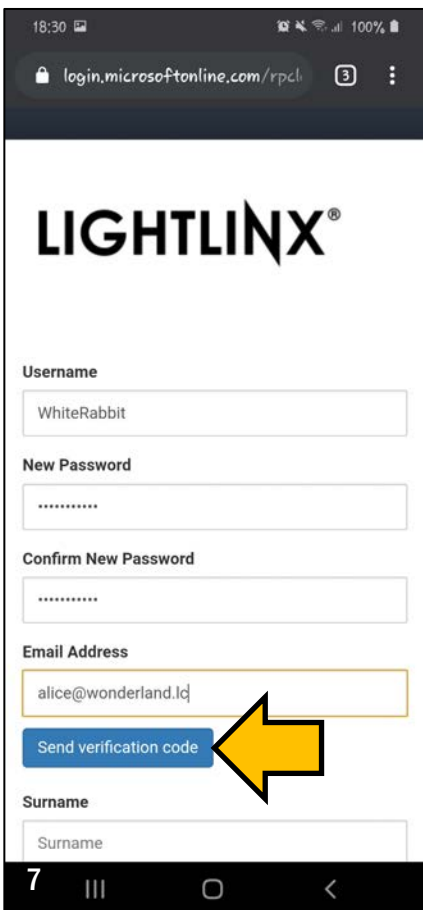 18:30 100%
login.microsoftonline.com/rpcl 3
LIGHTLINX®
Username
WhiteRabbit
New Password
•••••••••••
Confirm New Password
•••••••••••
Email Address
alice@wonderland.lc
Send verification code
Surname
Surname
7